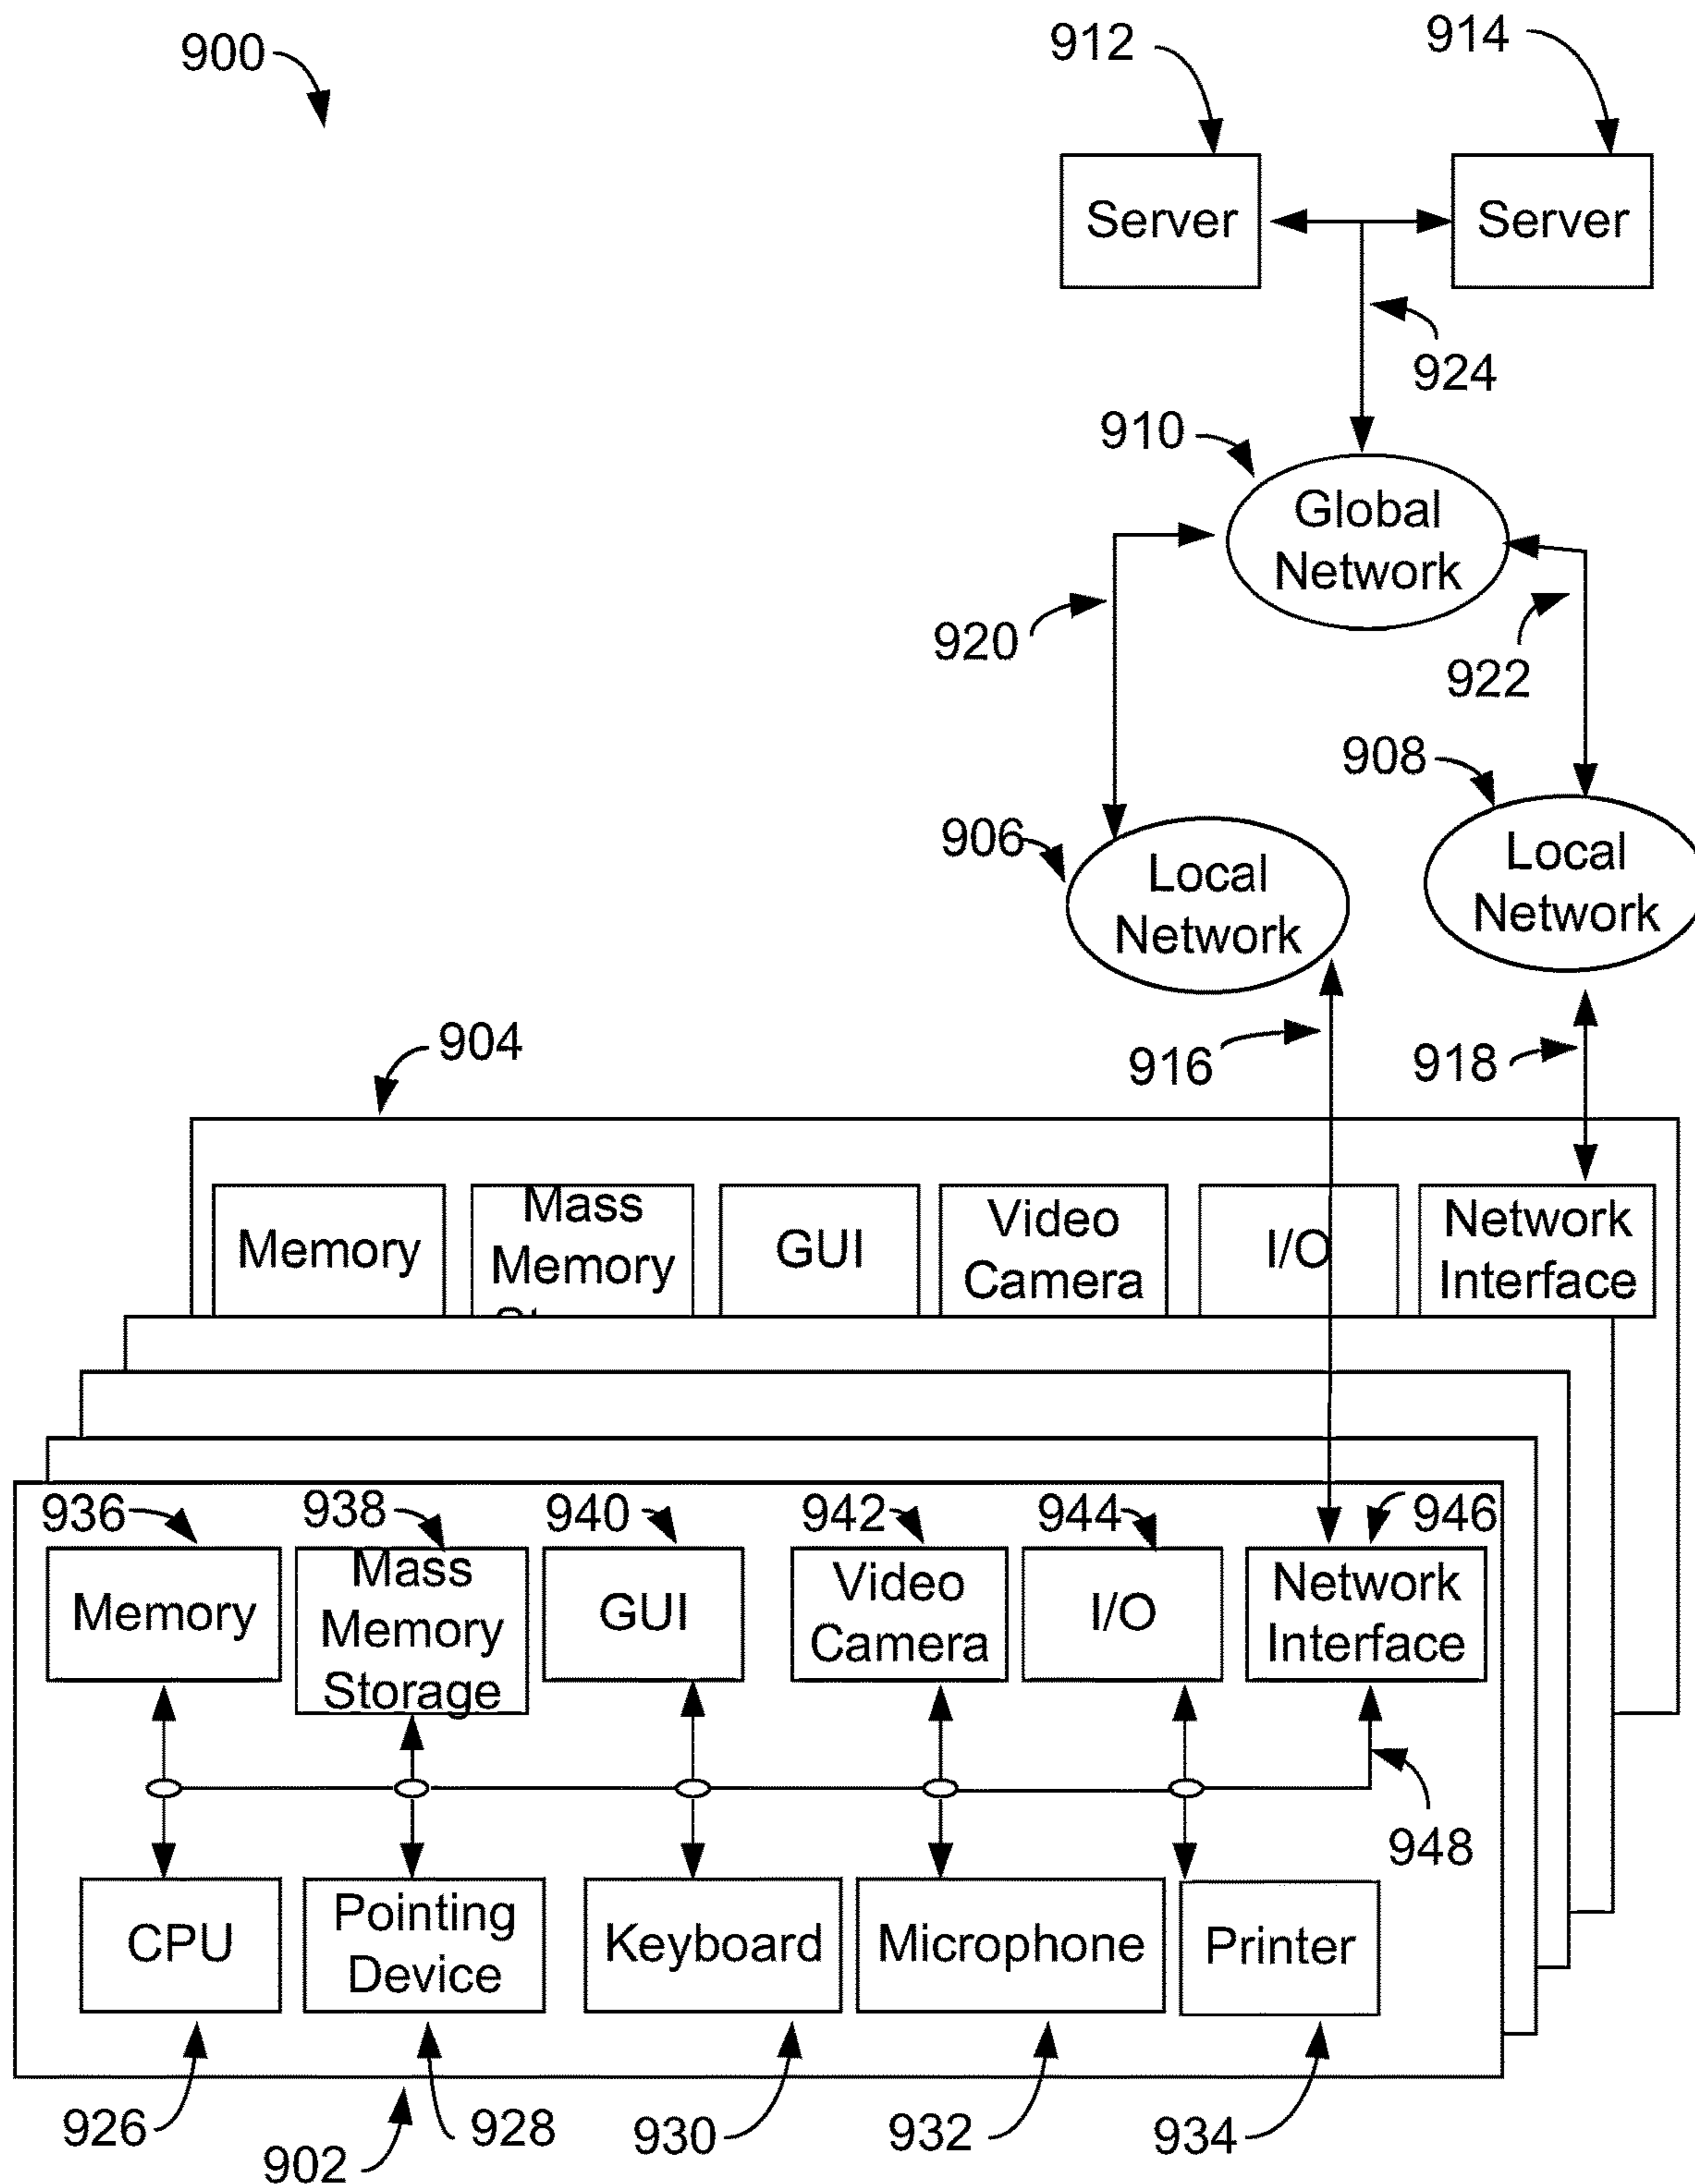 900
912
914
Server
Server
924
910
Global
Network
920
922
908
906
Local
Network
Local
Network
904
916
918
Memory
Mass
Memory
GUI
Video
Camera
I/O
Network
Interface
936
938
940
942
944
946
Memory
Mass
Memory
Storage
GUI
Video
Camera
I/O
Network
Interface
948
CPU
Pointing
Device
Keyboard
Microphone
Printer
926
902
928
930
932
934